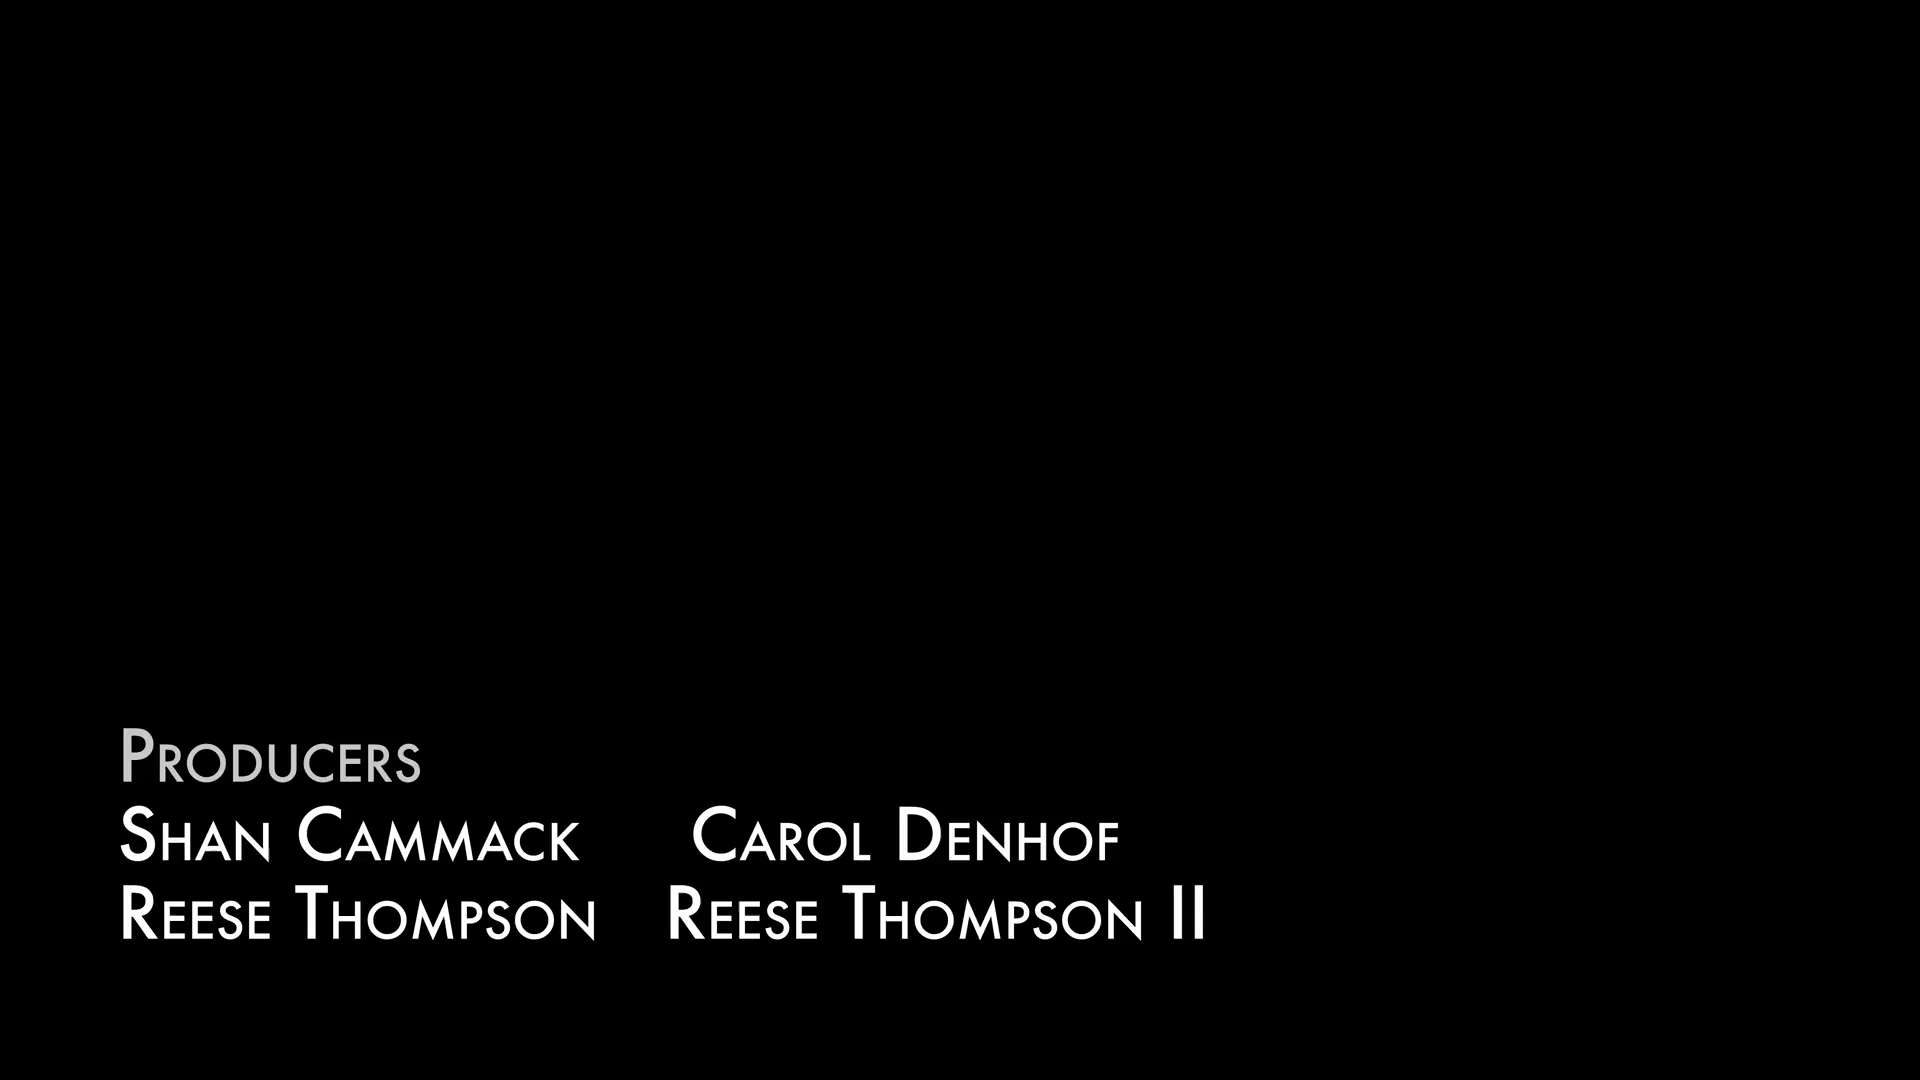 Producers
Shan Cammack Carol Denhof
Reese Thompson Reese Thompson II